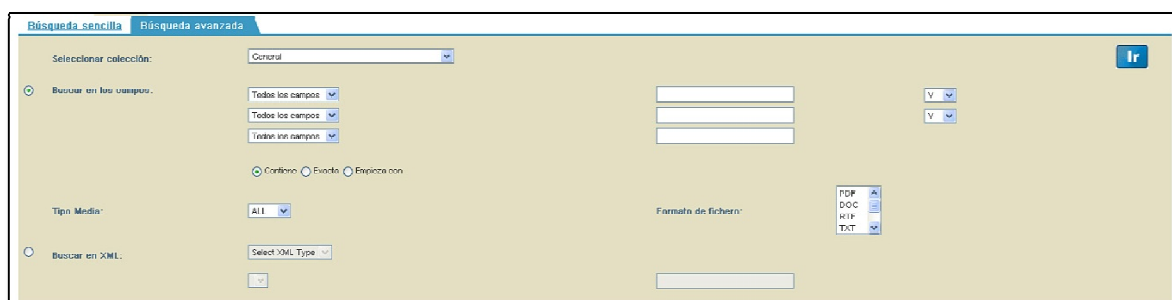 Búsqueda sencilla Búsqueda avanzada
Seleccionar colección: General Ir
Buscar en los campos: Todos los campos Y
Todos los campos Y
Todos los campos
Contiene Exacto Empieza con
PDF
DOC
Tipo Media: ALL Formato de fichero: RTF
TXT
Buscar en XML: Select XML Type